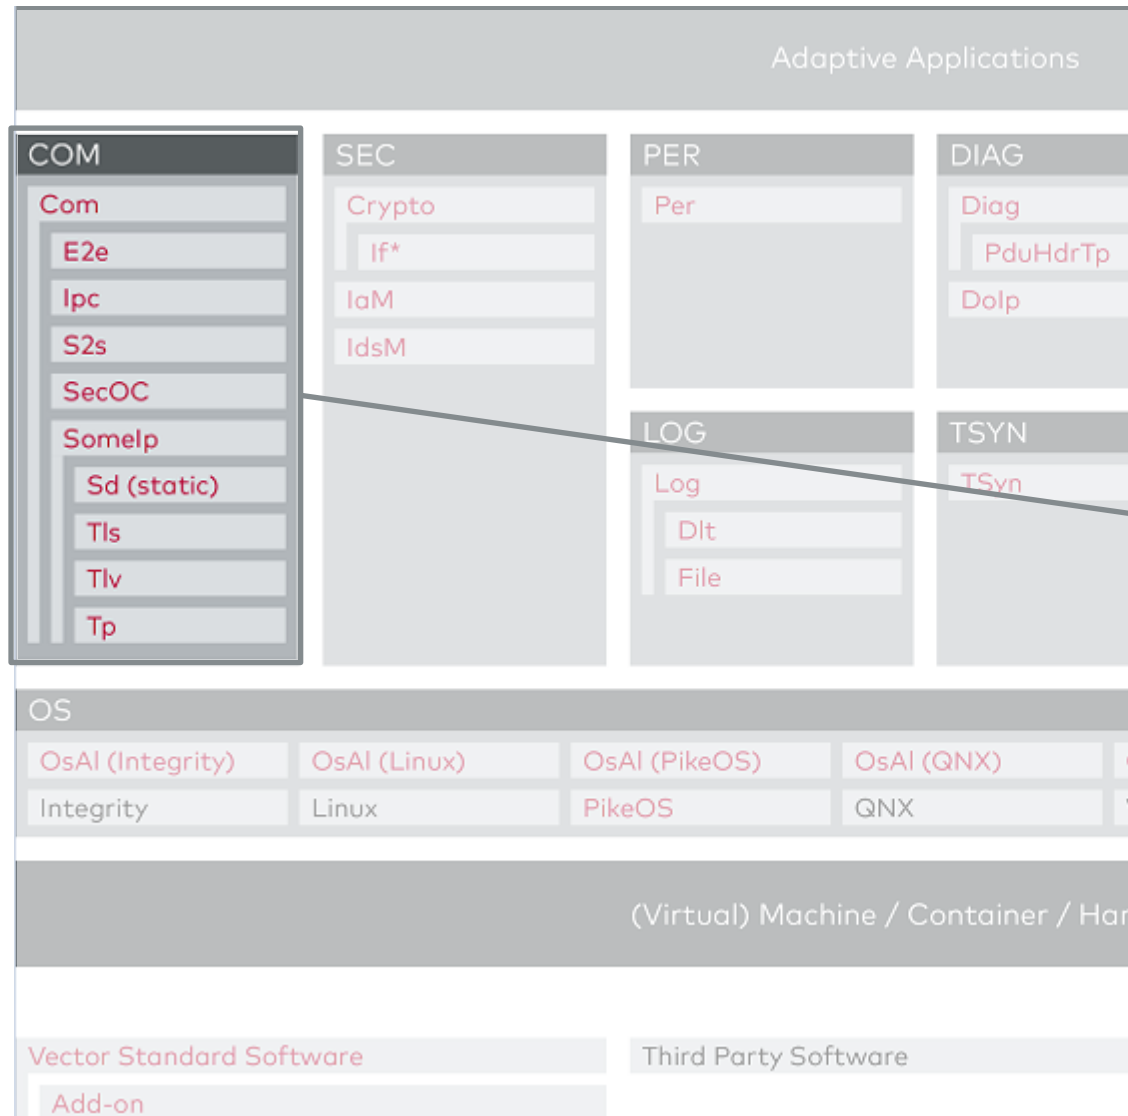 Adaptive Applications
COM
Com
E2e
Ipc
S2s
SecOC
SomeIp
Sd (static)
Tls
Tlv
Tp
SEC
Crypto
If*
IaM
IdsM
PER
Per
DIAG
Diag
PduHdrTp
DoIp
LOG
Log
Dlt
File
TSYN
TSyn
OS
OsAl (Integrity)
OsAl (Linux)
OsAl (PikeOS)
OsAl (QNX)
Integrity
Linux
PikeOS
QNX
(Virtual) Machine / Container / Har
Vector Standard Software
Third Party Software
Add-on